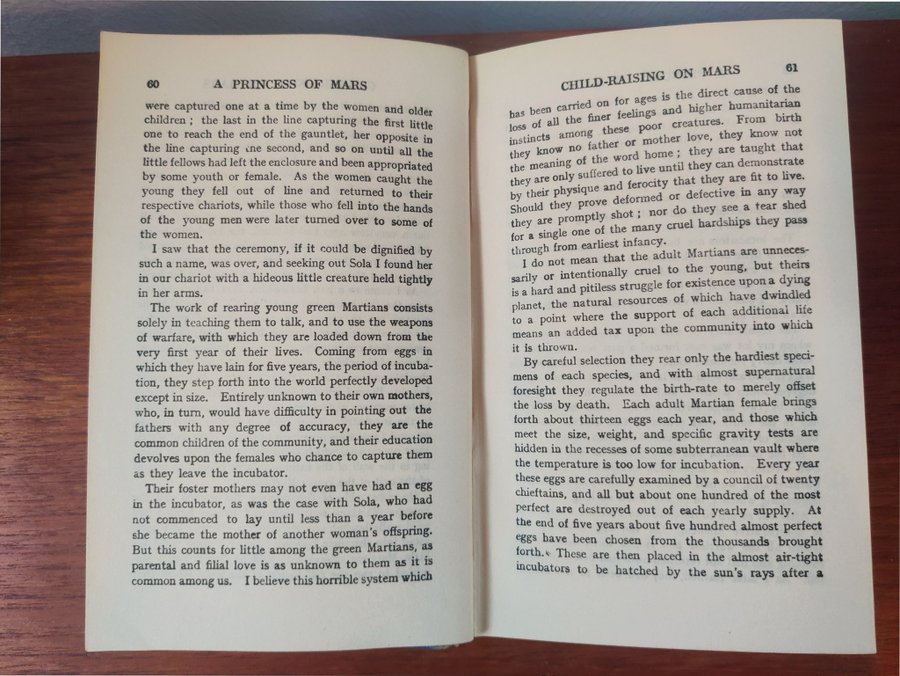 60 A PRINCESS OF MARS
were captured one at a time by the women and older
children ; the last in the line capturing the first little
one to reach the end of the gauntlet, her opposite in
the line capturing the second, and so on until all the
little fellows had left the enclosure and been appropriated
by some youth or female. As the women caught the
young they fell out of line and returned to their
respective chariots, while those who fell into the hands
of the young men were later turned over to some of
the women.
I saw that the ceremony, if it could be dignified by
such a name, was over, and seeking out Sola I found her
in our chariot with a hideous little creature held tightly
in her arms.
The work of rearing young green Martians consists
solely in teaching them to talk, and to use the weapons
of warfare, with which they are loaded down from the
very first year of their lives. Coming from eggs in
which they have lain for five years, the period of incuba-
tion, they step forth into the world perfectly developed
except in size. Entirely unknown to their own mothers,
who, in turn, would have difficulty in pointing out the
fathers with any degree of accuracy, they are the
common children of the community, and their education
devolves upon the females who chance to capture them
as they leave the incubator.
Their foster mothers may not even have had an egg
in the incubator, as was the case with Sola, who had
not commenced to lay until less than a year before
she became the mother of another woman's offspring.
But this counts for little among the green Martians, as
parental and filial love is as unknown to them as it is
common among us. I believe this horrible system which
CHILD-RAISING ON MARS 61
has been carried on for ages is the direct cause of the
loss of all the finer feelings and higher humanitarian
instincts among these poor creatures. From birth
they know no father or mother love, they know not
the meaning of the word home ; they are taught that
they are only suffered to live until they can demonstrate
by their physique and ferocity that they are fit to live.
Should they prove deformed or defective in any way
they are promptly shot ; nor do they see a tear shed
for a single one of the many cruel hardships they pass
through from earliest infancy.
I do not mean that the adult Martians are unneces-
sarily or intentionally cruel to the young, but theirs
is a hard and pitiless struggle for existence upon a dying
planet, the natural resources of which have dwindled
to a point where the support of each additional life
means an added tax upon the community into which
it is thrown.
By careful selection they rear only the hardiest speci-
mens of each species, and with almost supernatural
foresight they regulate the birth-rate to merely offset
the loss by death. Each adult Martian female brings
forth about thirteen eggs each year, and those which
meet the size, weight, and specific gravity tests are
hidden in the recesses of some subterranean vault where
the temperature is too low for incubation. Every year
these eggs are carefully examined by a council of twenty
chieftains, and all but about one hundred of the most
perfect are destroyed out of each yearly supply. At
the end of five years about five hundred almost perfect
eggs have been chosen from the thousands brought
forth. These are then placed in the almost air-tight
incubators to be hatched by the sun's rays after a